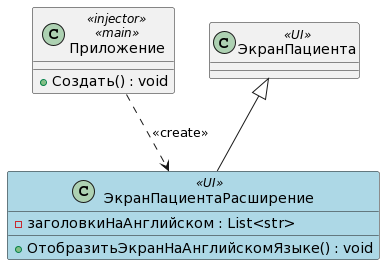 C
«injector»
«main»
Приложение
Создать() : void
C
«UI»
ЭкранПациента
«create»
C
«UI»
ЭкранПациентаРасширение
заголовкиНаАнглийском : List<str>
ОтобразитьЭкранНаАнглийскомЯзыке() : void